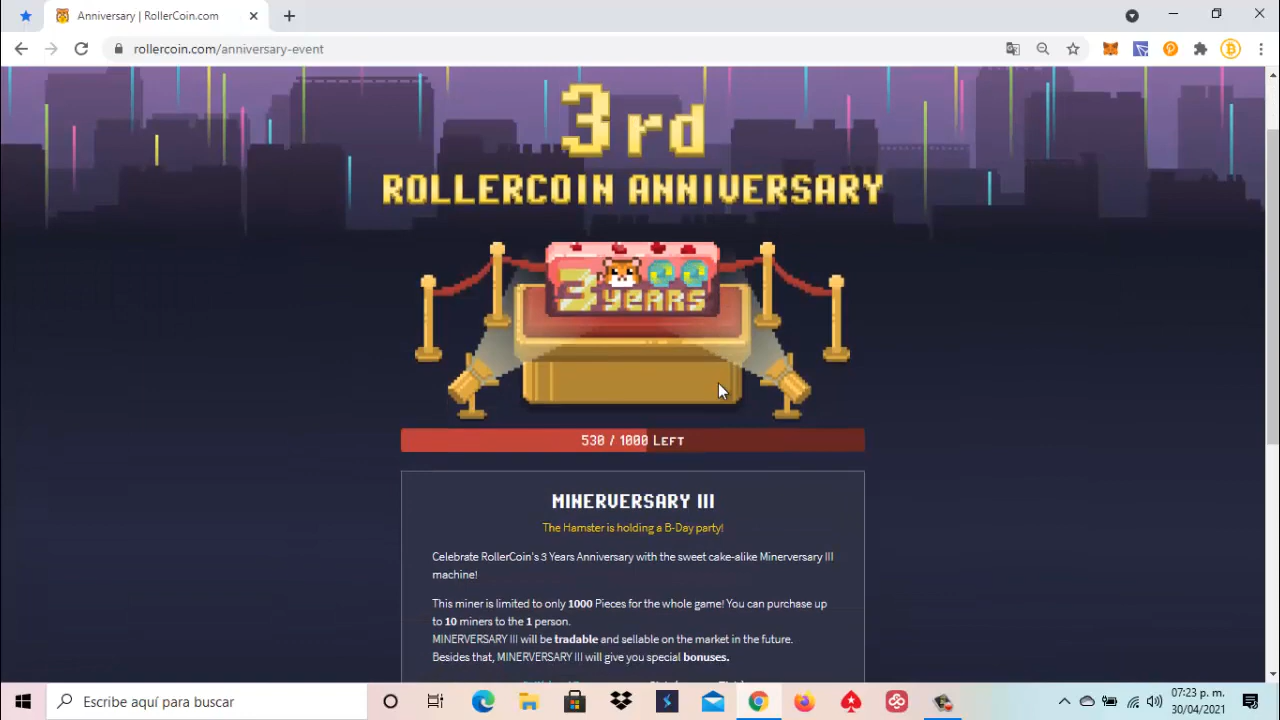 Anniversary | RollerCoin.com
rollercoin.com/anniversary-event
3rd
ROLLERCOIN ANNIVERSARY
3 years
530 / 1000 LEFT
MINERVERSARY III
The Hamster is holding a B-Day party!
Celebrate RollerCoin's 3 Years Anniversary with the sweet cake-alike Minerversary III
machine!
This miner is limited to only 1000 Pieces for the whole game! You can purchase up
to 10 miners to the 1 person.
MINERVERSARY III will be tradable and sellable on the market in the future.
Besides that, MINERVERSARY III will give you special bonuses.
Escribe aquí para buscar
07:23 p. m.
30/04/2021